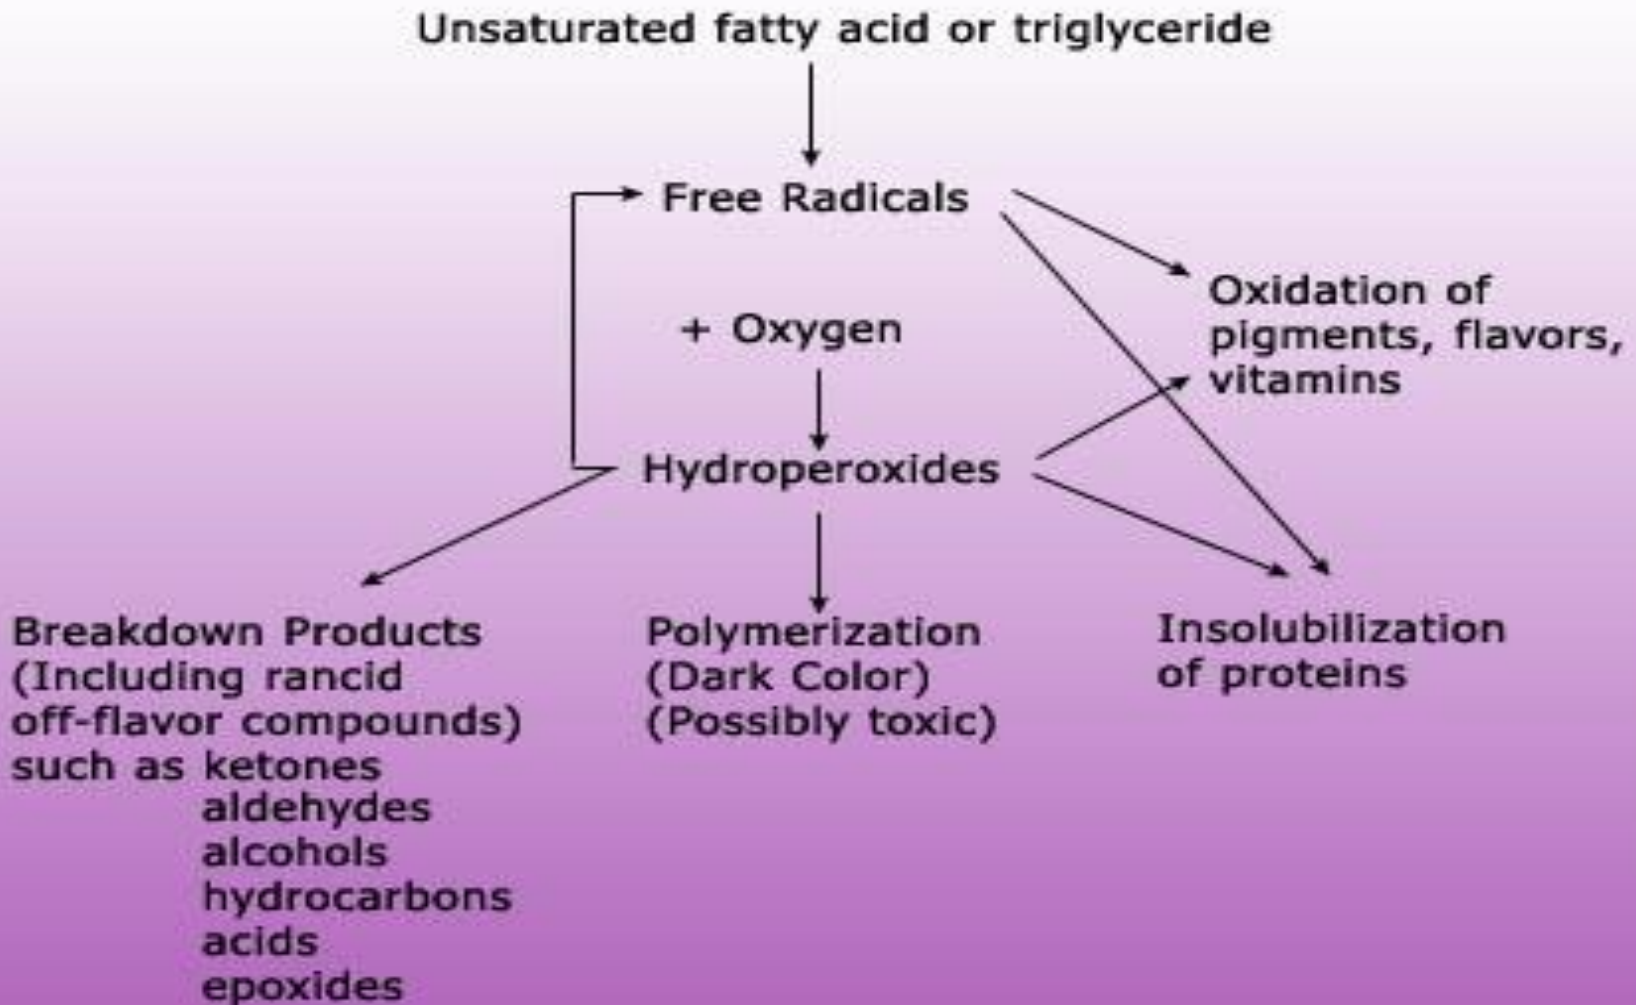 Unsaturated fatty acid or triglyceride
Free Radicals
+ Oxygen
Oxidation of
pigments, flavors,
vitamins
Hydroperoxides
Breakdown Products
(Including rancid
off-flavor compounds)
such as ketones
aldehydes
alcohols
hydrocarbons
acids
epoxides
Polymerization
(Dark Color)
(Possibly toxic)
Insolubilization
of proteins